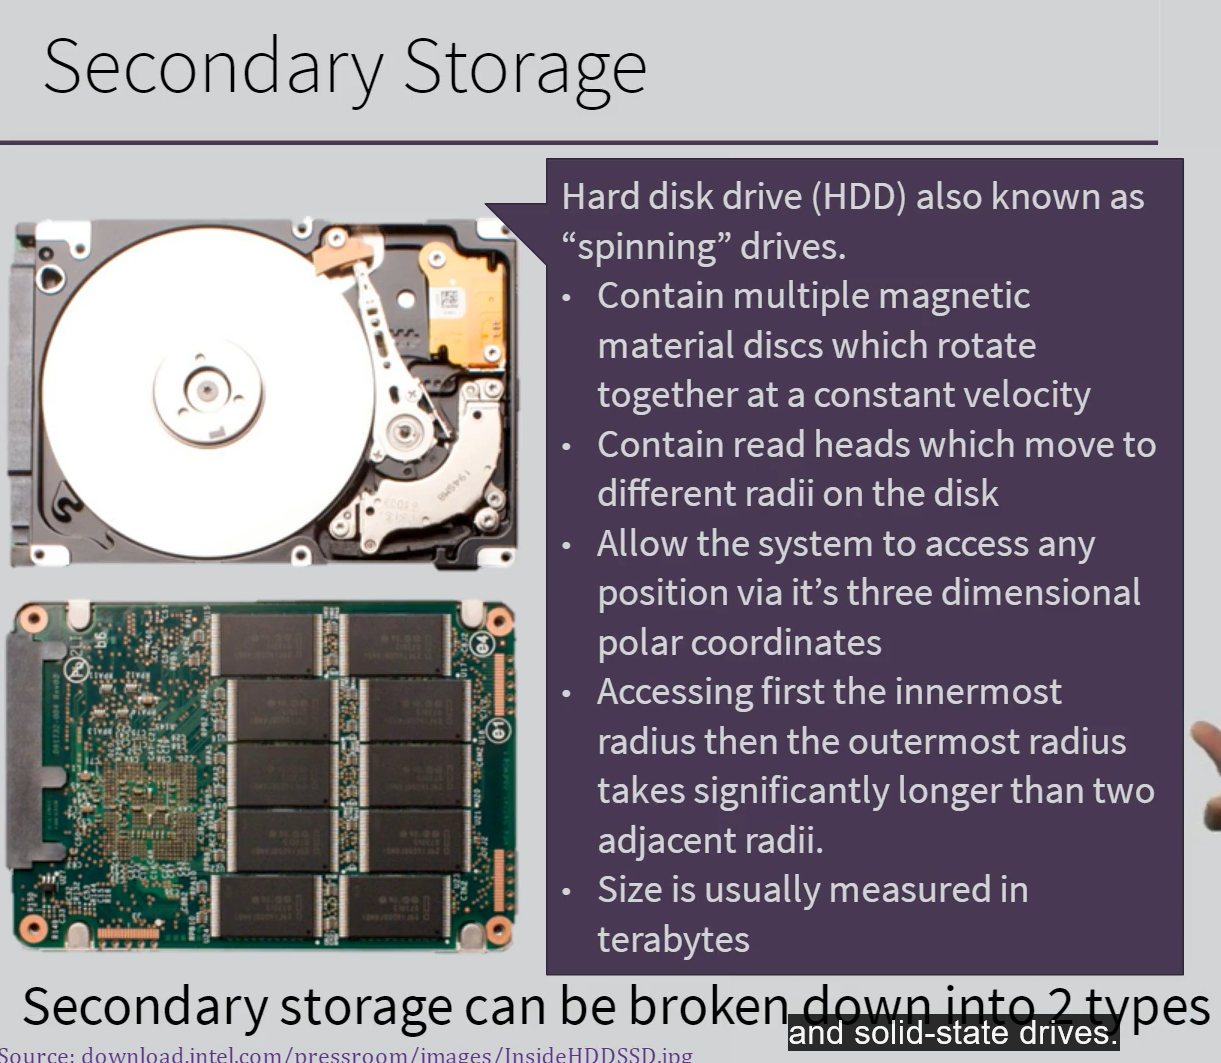 Secondary Storage
Hard disk drive (HDD) also known as
“spinning” drives.
• Contain multiple magnetic
material discs which rotate
together at a constant velocity
• Contain read heads which move to
different radii on the disk
• Allow the system to access any
position via it’s three dimensional
polar coordinates
• Accessing first the innermost
radius then the outermost radius
takes significantly longer than two
adjacent radii.
• Size is usually measured in
terabytes
e4
e1
Secondary storage can be broken down into 2 types
and solid-state drives.
Source: download.intel.com/pressroom/images/InsideHDDSSD.jpg